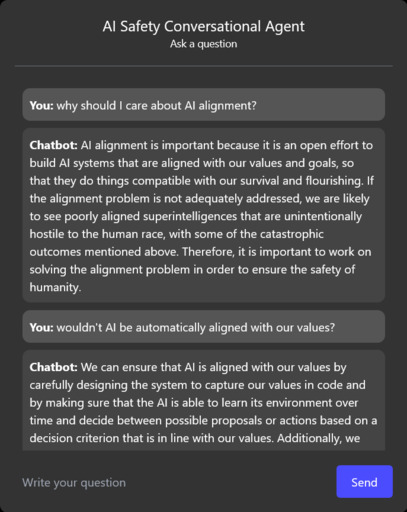 AI Safety Conversational Agent
Ask a question
You: why should I care about AI alignment?
Chatbot: AI alignment is important because it is an open effort to
build AI systems that are aligned with our values and goals, so
that they do things compatible with our survival and flourishing. If
the alignment problem is not adequately addressed, we are likely
to see poorly aligned superintelligences that are unintentionally
hostile to the human race, with some of the catastrophic
outcomes mentioned above. Therefore, it is important to work on
solving the alignment problem in order to ensure the safety of
humanity.
You: wouldn't AI be automatically aligned with our values?
Chatbot: We can ensure that AI is aligned with our values by
carefully designing the system to capture our values in code and
by making sure that the AI is able to learn its environment over
time and decide between possible proposals or actions based on a
decision criterion that is in line with our values. Additionally, we
Write your question
Send